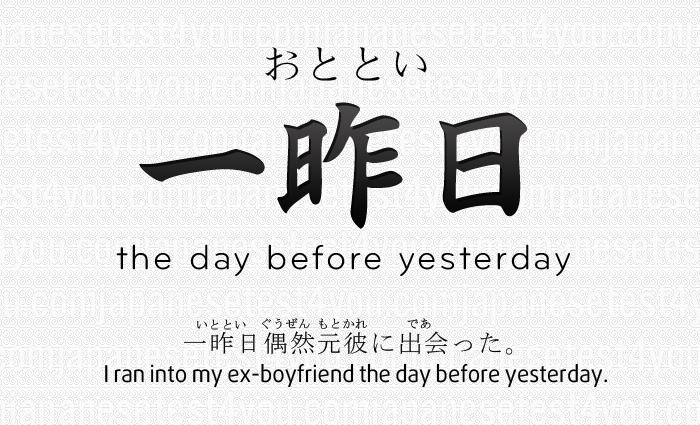 おととい
一昨日
the day before yesterday
いととい ぐうぜん もとかれ であ
一昨日偶然元彼に出会った。
I ran into my ex-boyfriend the day before yesterday.